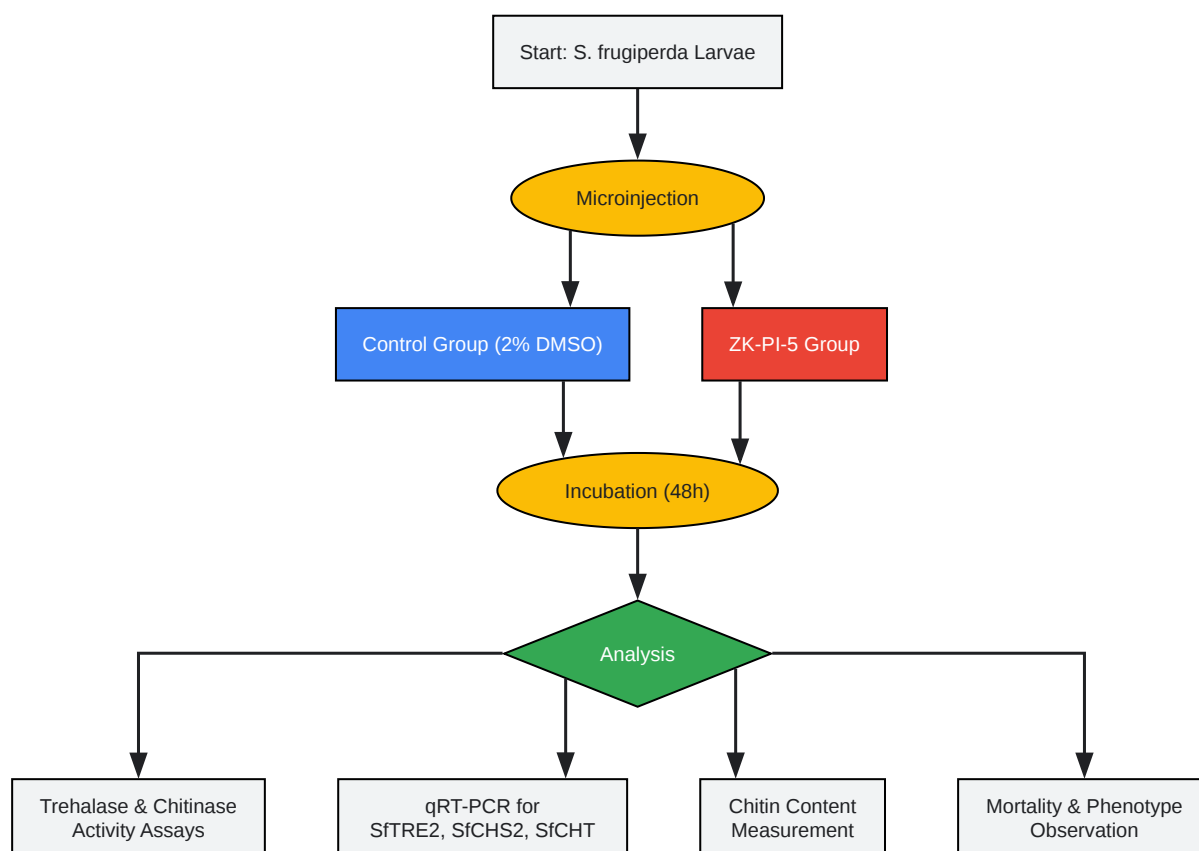 Start: S. frugiperda Larvae
Microinjection
Control Group (2% DMSO)
ZK-PI-5 Group
Incubation (48h)
Analysis
Trehalase & Chitinase
Activity Assays
qRT-PCR for
SfTRE2, SfCHS2, SfCHT
Chitin Content
Measurement
Mortality & Phenotype
Observation